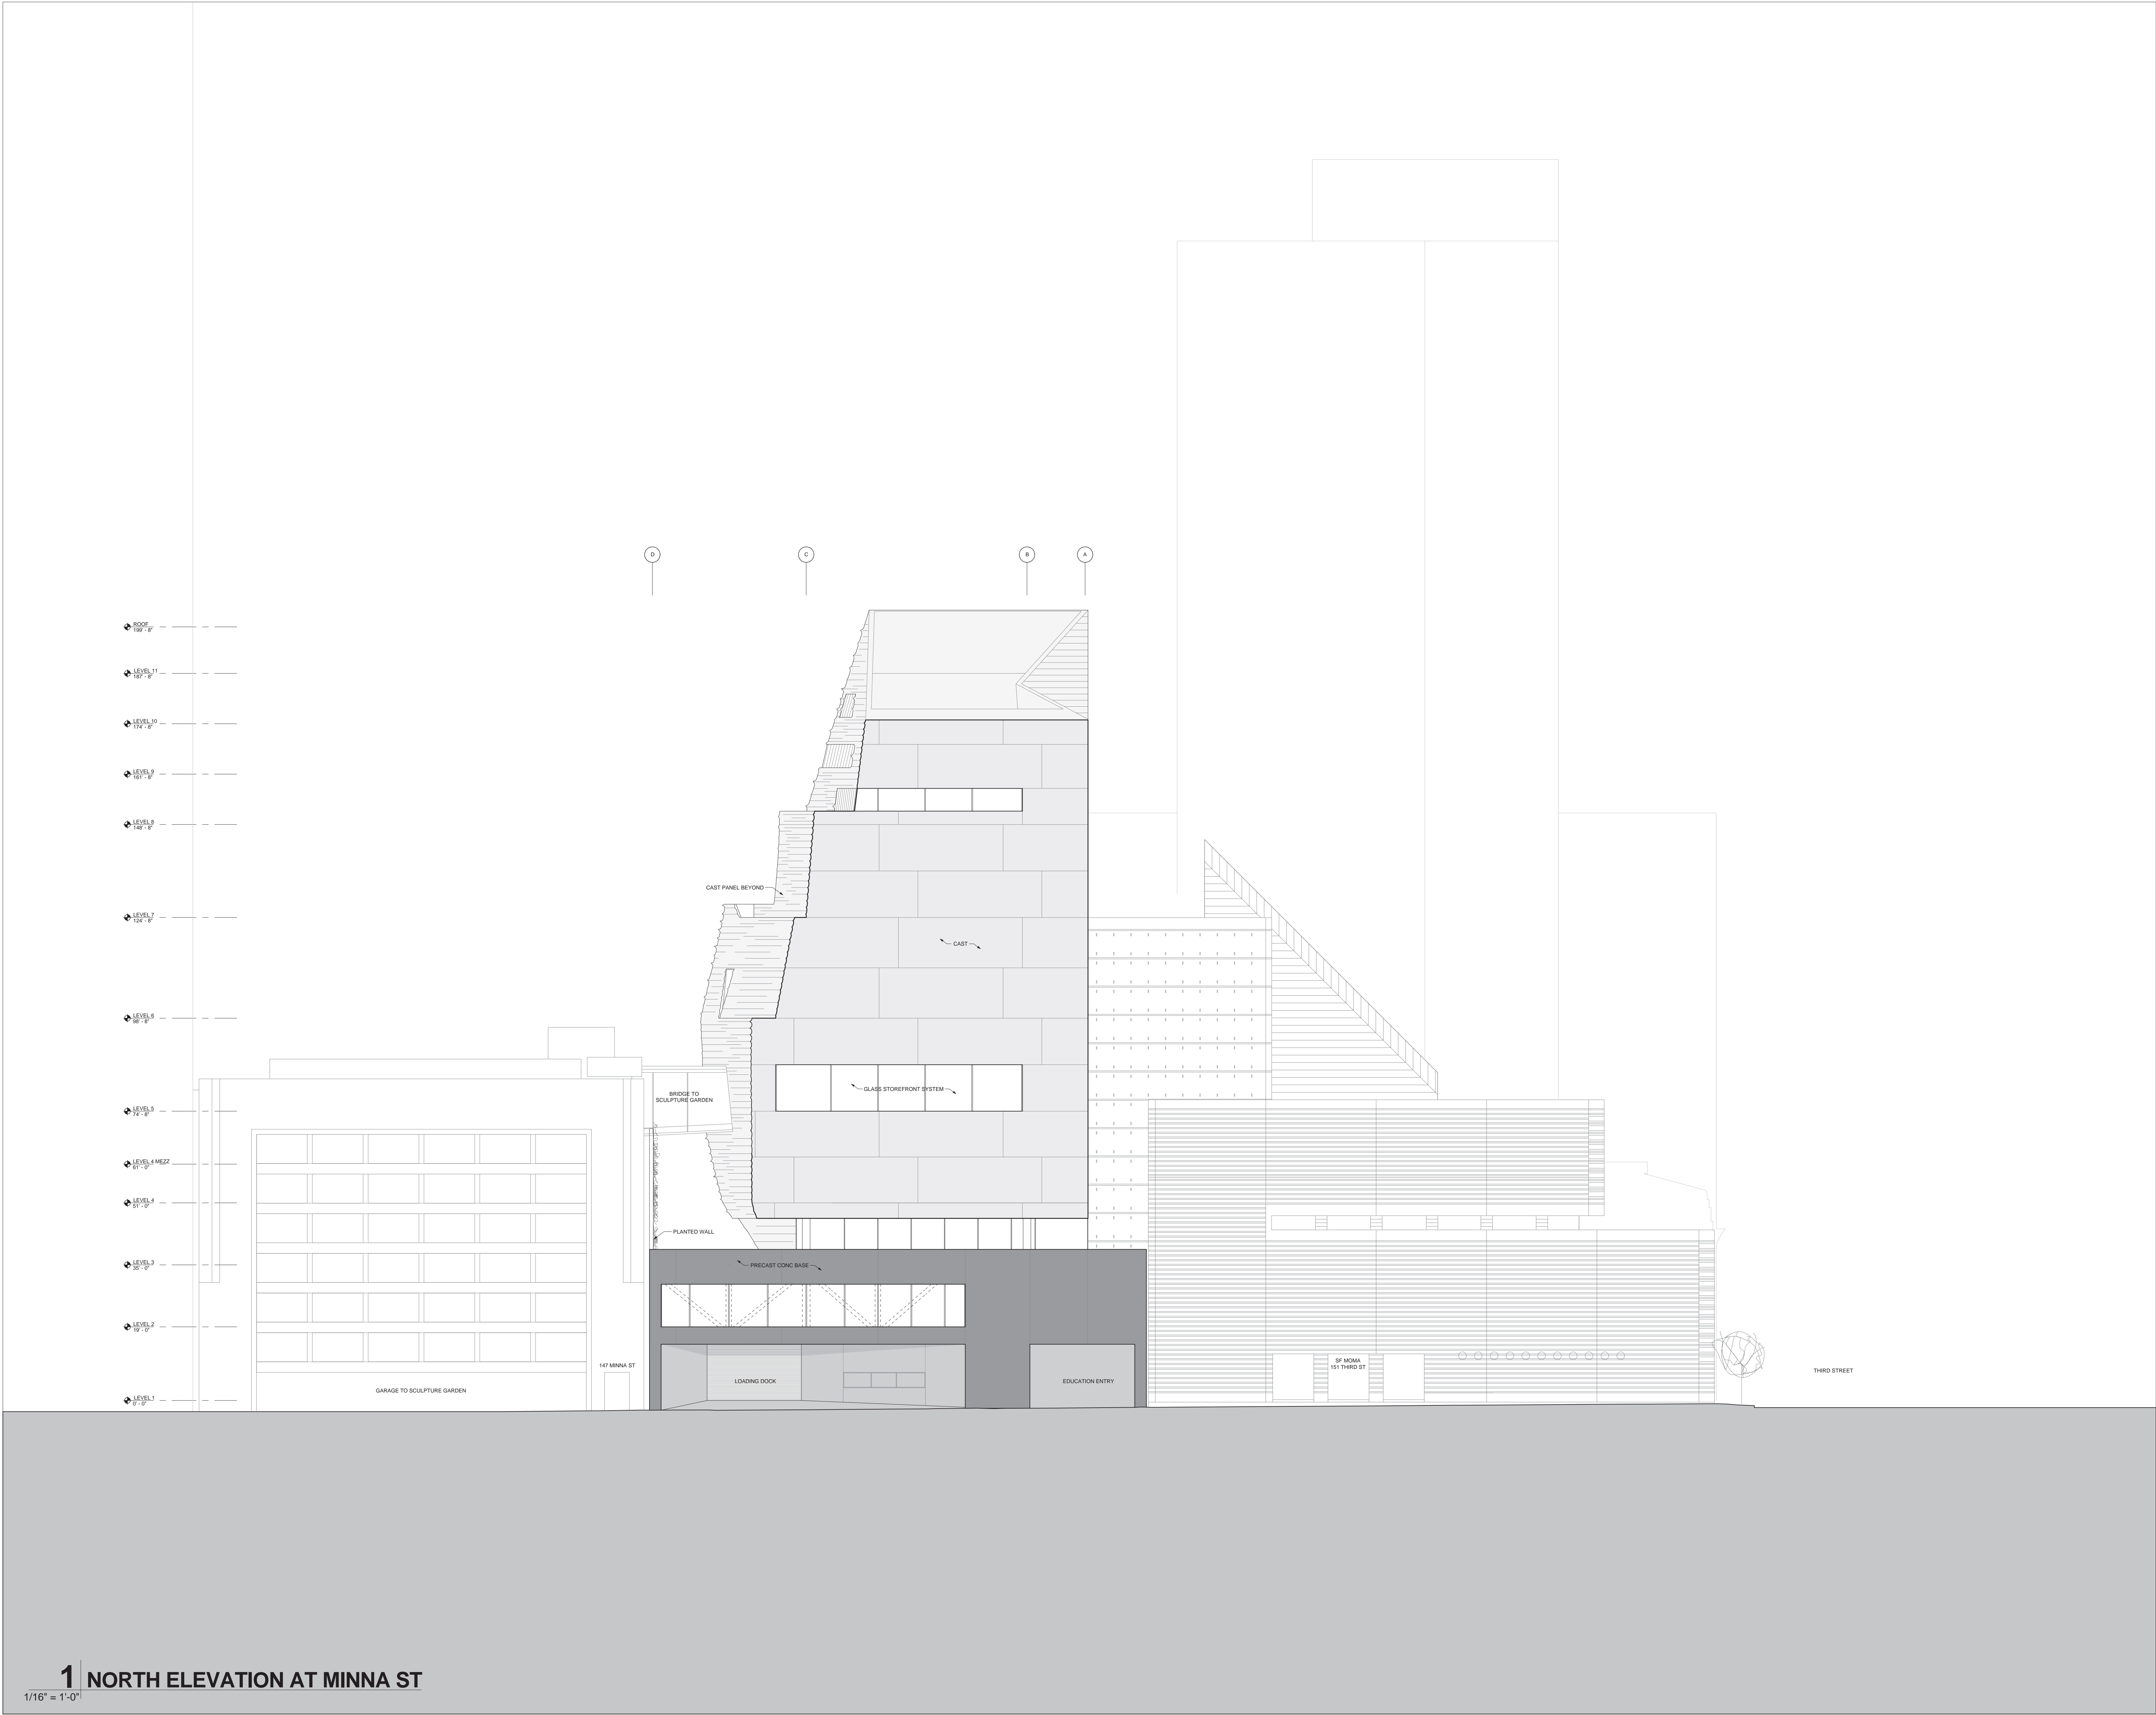 D
C
B
A
ROOF
199' - 8"
LEVEL 11
187' - 8"
LEVEL 10
174' - 8"
LEVEL 9
161' - 8"
LEVEL 8
148' - 8"
CAST PANEL BEYOND
LEVEL 7
124' - 8"
CAST
LEVEL 6
98' - 8"
GLASS STOREFRONT SYSTEM
BRIDGE TO
SCULPTURE GARDEN
LEVEL 5
74' - 8"
LEVEL 4 MEZZ
61' - 0"
LEVEL 4
51' - 0"
PLANTED WALL
LEVEL 3
35' - 0"
PRECAST CONC BASE
LEVEL 2
19' - 0"
147 MINNA ST
SF MOMA
151 THIRD ST
THIRD STREET
LOADING DOCK
EDUCATION ENTRY
GARAGE TO SCULPTURE GARDEN
LEVEL 1
0' - 0"
1 NORTH ELEVATION AT MINNA ST
1/16" = 1'-0"